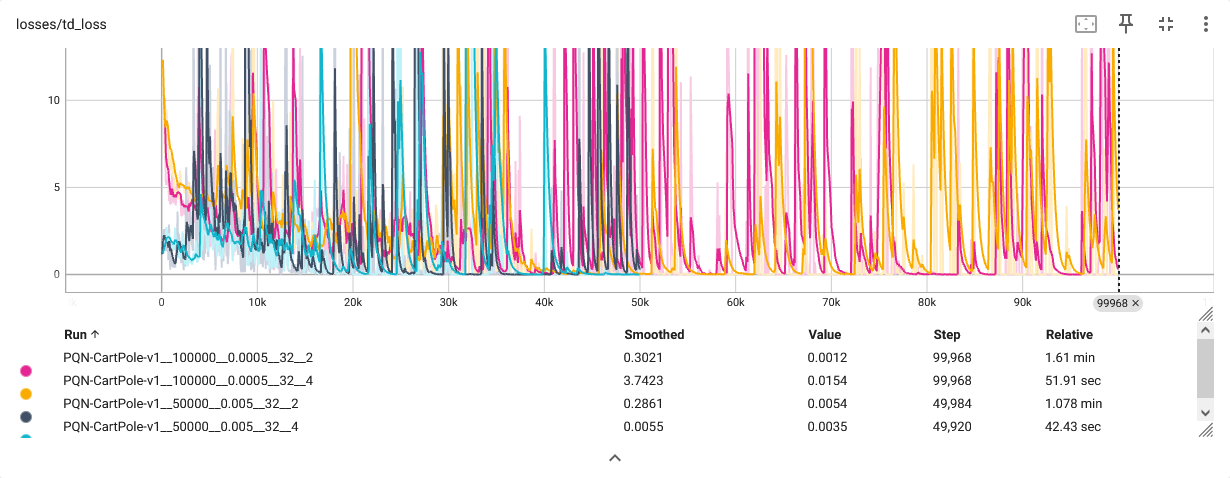 losses/td_loss
10
5
0
0 10k 20k 30k 40k 50k 60k 70k 80k 90k 99968 ✕
Run ↑ Smoothed Value Step Relative
PQN-CartPole-v1__100000__0.0005__32__2 0.3021 0.0012 99,968 1.61 min
PQN-CartPole-v1__100000__0.0005__32__4 3.7423 0.0154 99,968 51.91 sec
PQN-CartPole-v1__50000__0.005__32__2 0.2861 0.0054 49,984 1.078 min
PQN-CartPole-v1__50000__0.005__32__4 0.0055 0.0035 49,920 42.43 sec